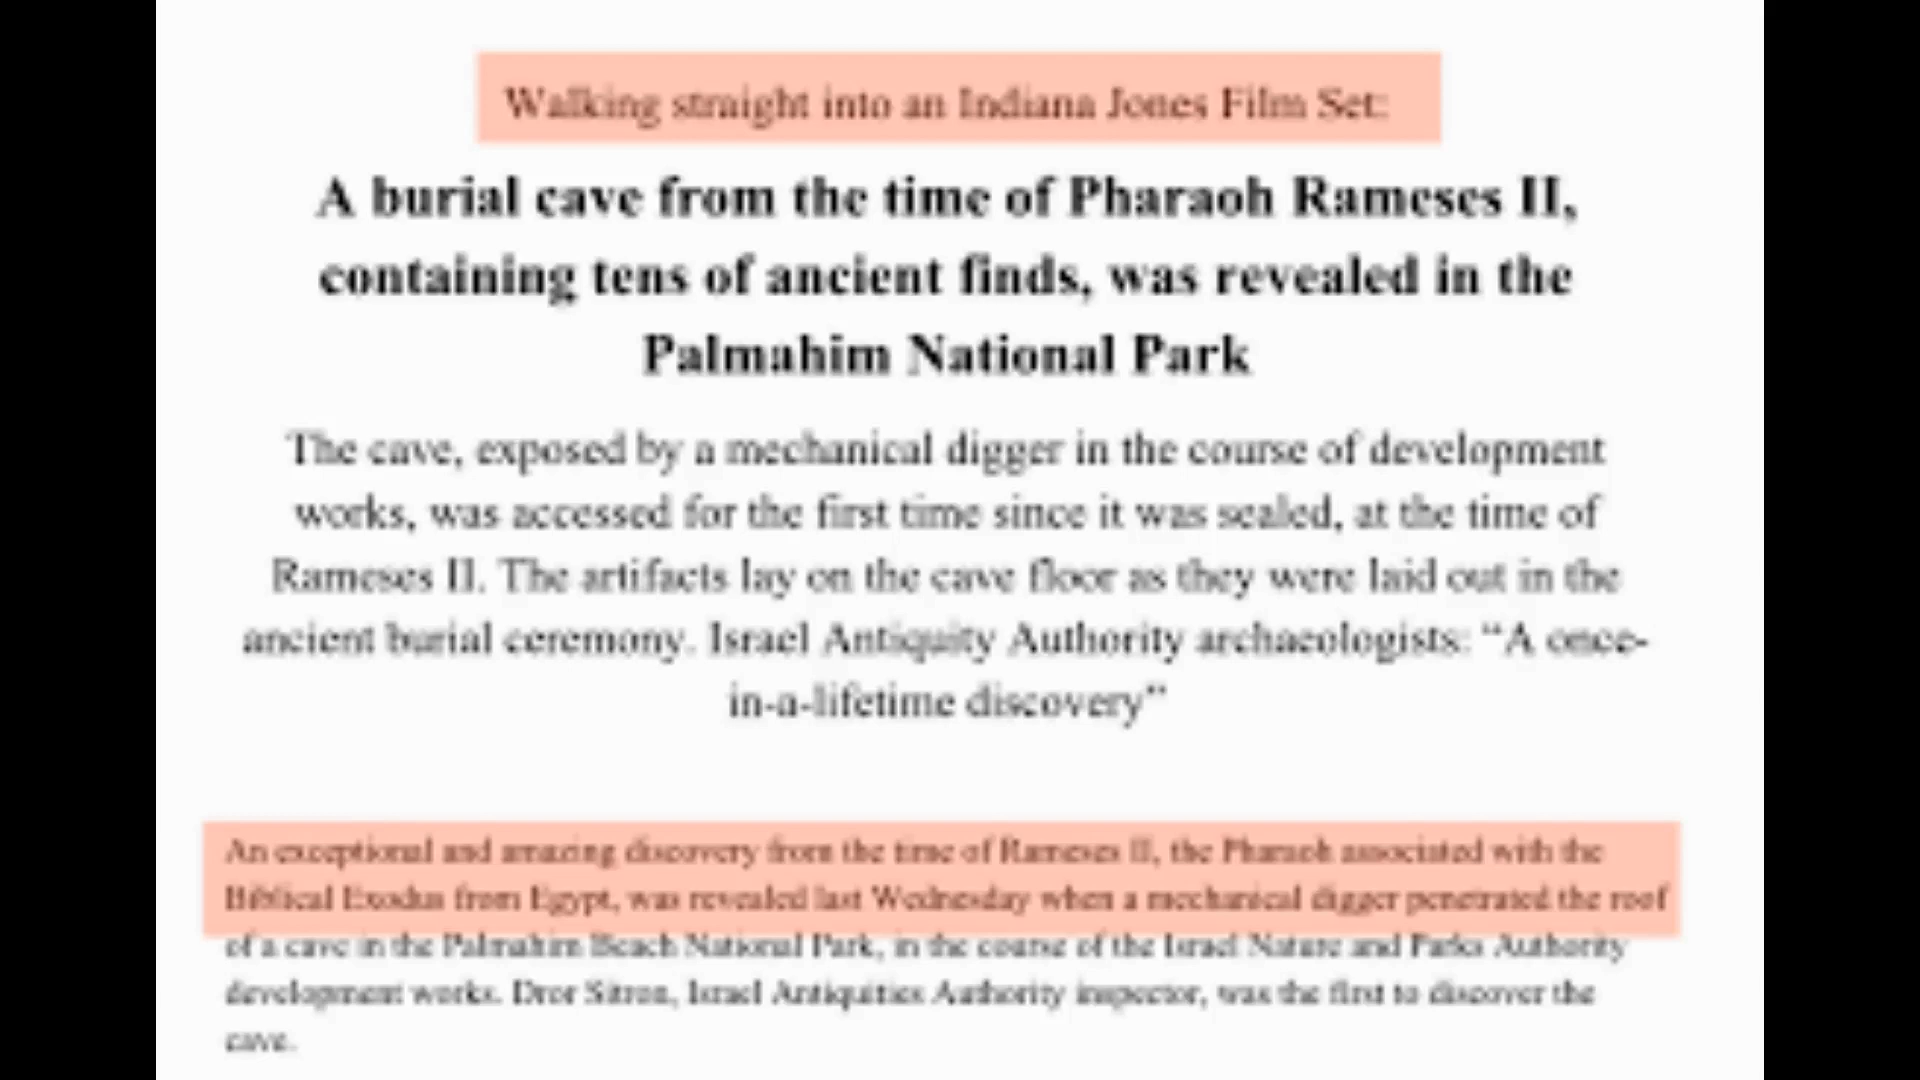 Walking straight into an Indiana Jones Film Set:
A burial cave from the time of Pharaoh Rameses II,
containing tens of ancient finds, was revealed in the
Palmahim National Park
The cave, exposed by a mechanical digger in the course of development
works, was accessed for the first time since it was sealed, at the time of
Rameses II. The artifacts lay on the cave floor as they were laid out in the
ancient burial ceremony. Israel Antiquity Authority archaeologists: “A once-
in-a-lifetime discovery”
An exceptional and amazing discovery from the time of Rameses II, the Pharaoh associated with the
Biblical Exodus from Egypt, was revealed last Wednesday when a mechanical digger penetrated the roof
of a cave in the Palmahim Beach National Park, in the course of the Israel Nature and Parks Authority
development works. Dror Sitron, Israel Antiquities Authority inspector, was the first to discover the
cave.